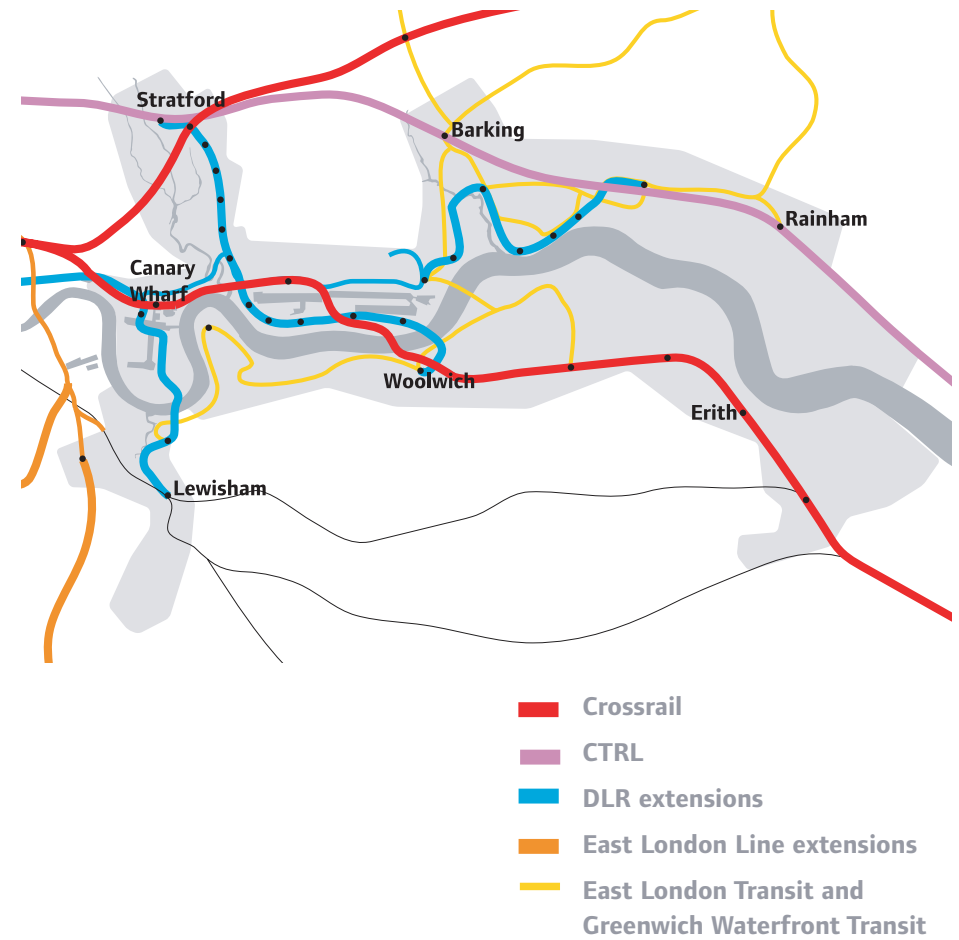 Stratford
Barking
Rainham
Canary
Wharf
Woolwich
Erith
Lewisham
Crossrail
CTRL
DLR extensions
East London Line extensions
East London Transit and
Greenwich Waterfront Transit